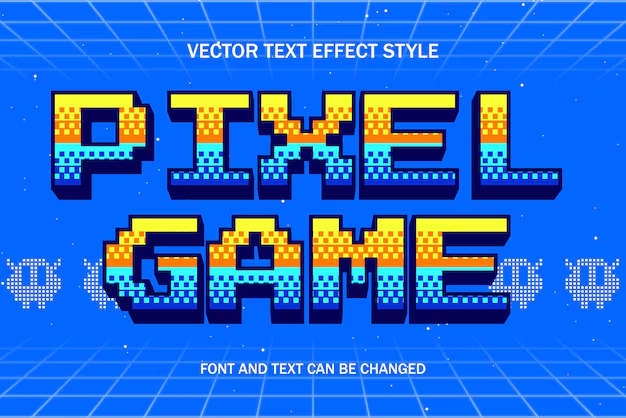 VECTOR TEXT EFFECT STYLE
PIXEL
GAME
FONT AND TEXT CAN BE CHANGED